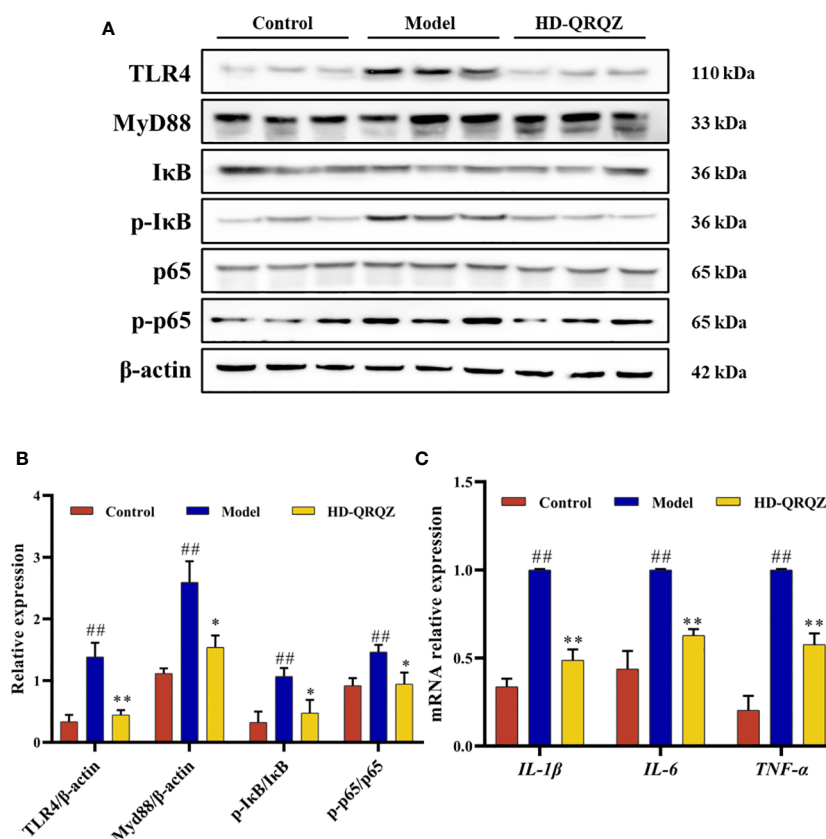 A
Control Model HD-QRQZ
TLR4 110 kDa
MyD88 33 kDa
IκB 36 kDa
p-IκB 36 kDa
p65 65 kDa
p-p65 65 kDa
β-actin 42 kDa
B
Control Model HD-QRQZ
Relative expression
4
3
2
1
0
##
**
##
*
##
*
##
*
TLR4/β-actin
Myd88/β-actin
p-IκB/IκB
p-p65/p65
C
Control Model HD-QRQZ
mRNA relative expression
1.5
1.0
0.5
0.0
##
**
##
**
##
**
IL-1β IL-6 TNF-α